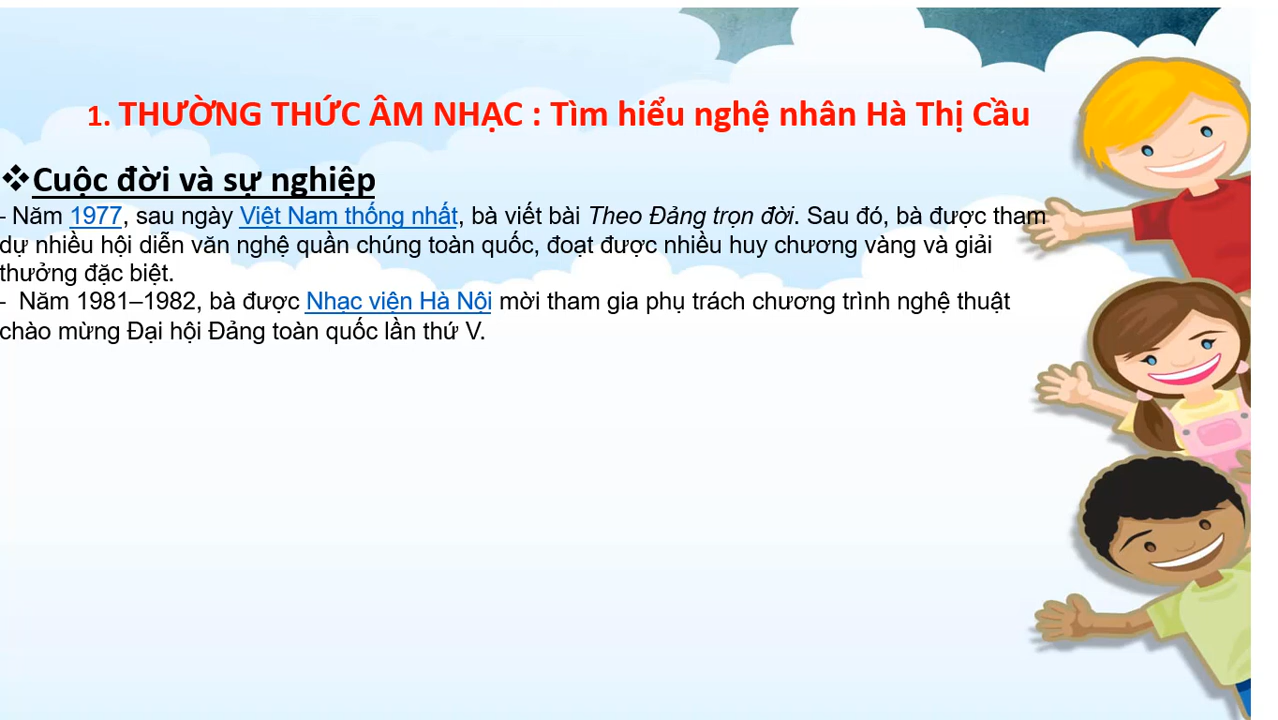 1. THƯỜNG THỨC ÂM NHẠC : Tìm hiểu nghệ nhân Hà Thị Cầu
❖Cuộc đời và sự nghiệp
- Năm 1977, sau ngày Việt Nam thống nhất, bà viết bài Theo Đảng trọn đời. Sau đó, bà được tham
dự nhiều hội diễn văn nghệ quần chúng toàn quốc, đoạt được nhiều huy chương vàng và giải
thưởng đặc biệt.
- Năm 1981–1982, bà được Nhạc viện Hà Nội mời tham gia phụ trách chương trình nghệ thuật
chào mừng Đại hội Đảng toàn quốc lần thứ V.